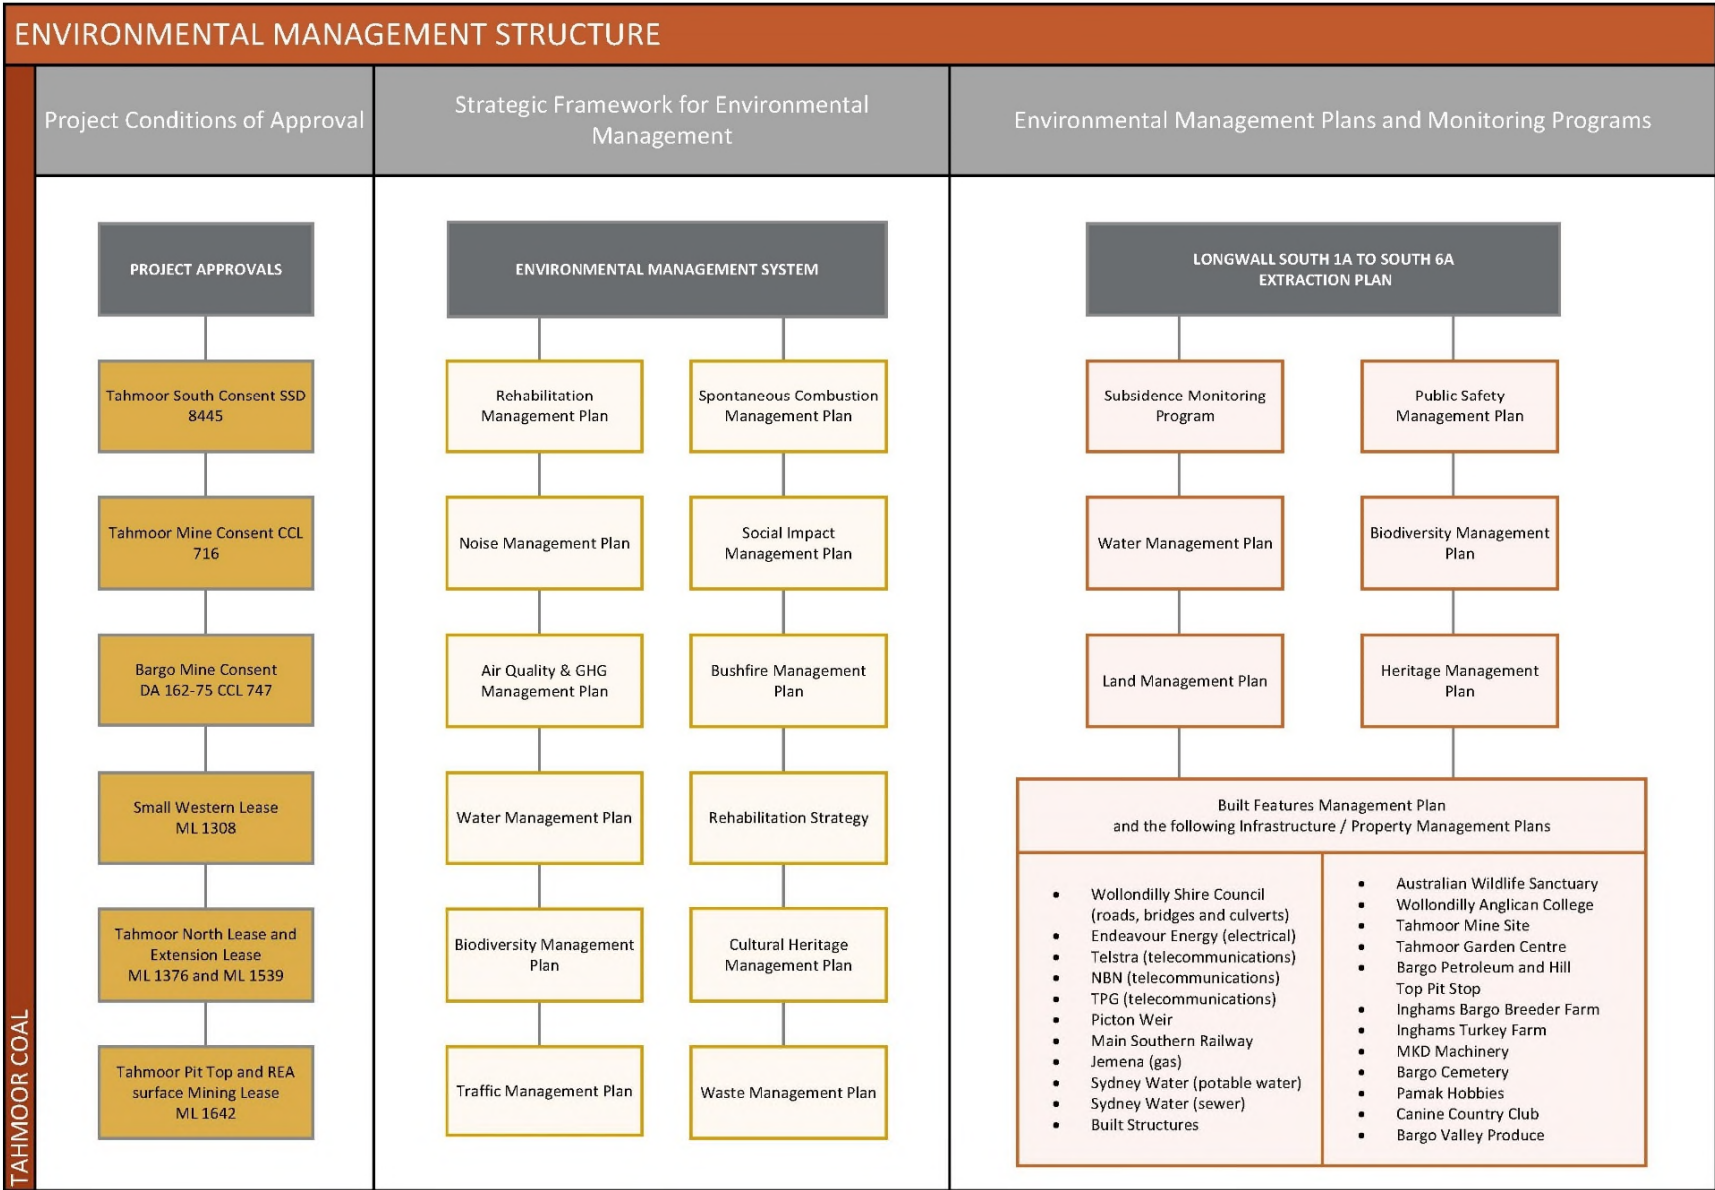 ENVIRONMENTAL MANAGEMENT STRUCTURE
TAHMOOR COAL
Project Conditions of Approval
PROJECT APPROVALS
Tahmoor South Consent SSD
8445
Tahmoor Mine Consent CCL
716
Bargo Mine Consent
DA 162-75 CCL 747
Small Western Lease
ML 1308
Tahmoor North Lease and
Extension Lease
ML 1376 and ML 1539
Tahmoor Pit Top and REA
surface Mining Lease
ML 1642
Strategic Framework for Environmental
Management
ENVIRONMENTAL MANAGEMENT SYSTEM
Rehabilitation
Management Plan
Noise Management Plan
Air Quality & GHG
Management Plan
Water Management Plan
Biodiversity Management
Plan
Traffic Management Plan
Spontaneous Combustion
Management Plan
Social Impact
Management Plan
Bushfire Management
Plan
Rehabilitation Strategy
Cultural Heritage
Management Plan
Waste Management Plan
Environmental Management Plans and Monitoring Programs
LONGWALL SOUTH 1A TO SOUTH 6A
EXTRACTION PLAN
Subsidence Monitoring
Program
Water Management Plan
Land Management Plan
Public Safety
Management Plan
Biodiversity Management
Plan
Heritage Management
Plan
Built Features Management Plan
and the following Infrastructure / Property Management Plans
• Wollondilly Shire Council
(roads, bridges and culverts)
• Endeavour Energy (electrical)
• Telstra (telecommunications)
• NBN (telecommunications)
• TPG (telecommunications)
• Picton Weir
• Main Southern Railway
• Jemena (gas)
• Sydney Water (potable water)
• Sydney Water (sewer)
• Built Structures
• Australian Wildlife Sanctuary
• Wollondilly Anglican College
• Tahmoor Mine Site
• Tahmoor Garden Centre
• Bargo Petroleum and Hill
Top Pit Stop
• Inghams Bargo Breeder Farm
• Inghams Turkey Farm
• MKD Machinery
• Bargo Cemetery
• Pamak Hobbies
• Canine Country Club
• Bargo Valley Produce